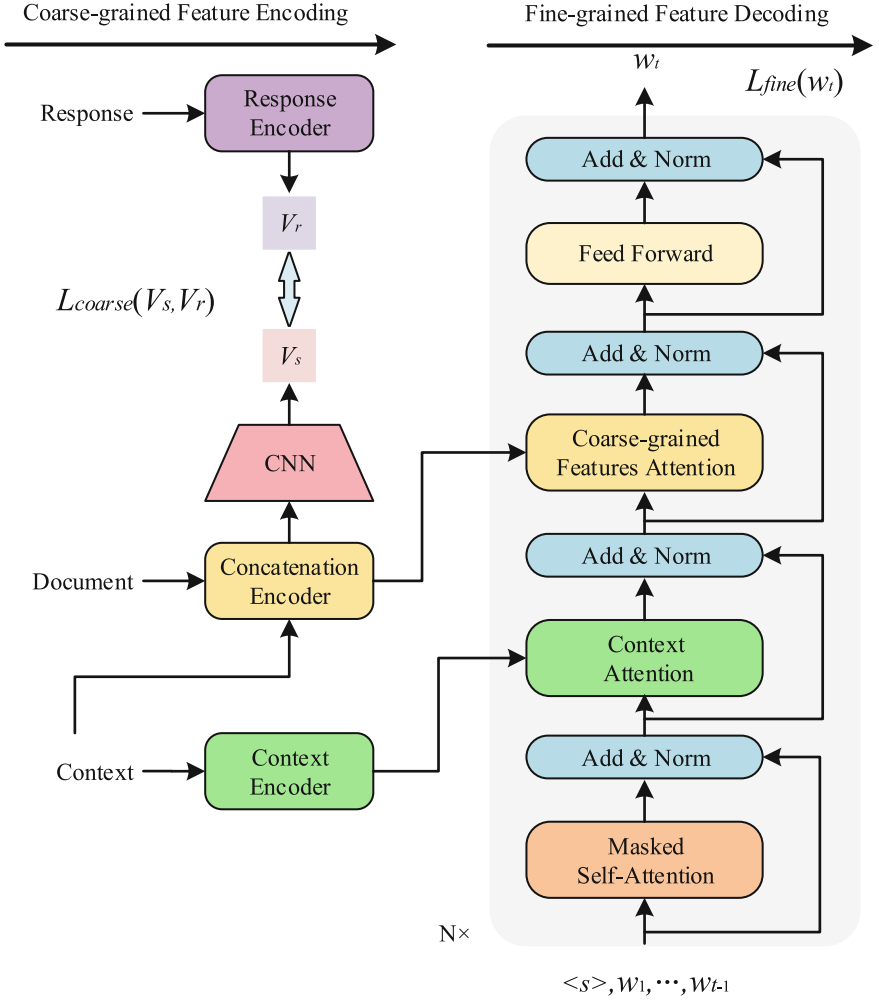 Coarse-grained Feature Encoding
Fine-grained Feature Decoding
Response
Response
Encoder
V_r
L_coarse(V_s,V_r)
V_s
CNN
Document
Concatenation
Encoder
Context
Context
Encoder
w_t
L_fine(w_t)
Add & Norm
Feed Forward
Add & Norm
Coarse-grained
Features Attention
Add & Norm
Context
Attention
Add & Norm
Masked
Self-Attention
N×
<s>,w_1,⋯,w_t-1